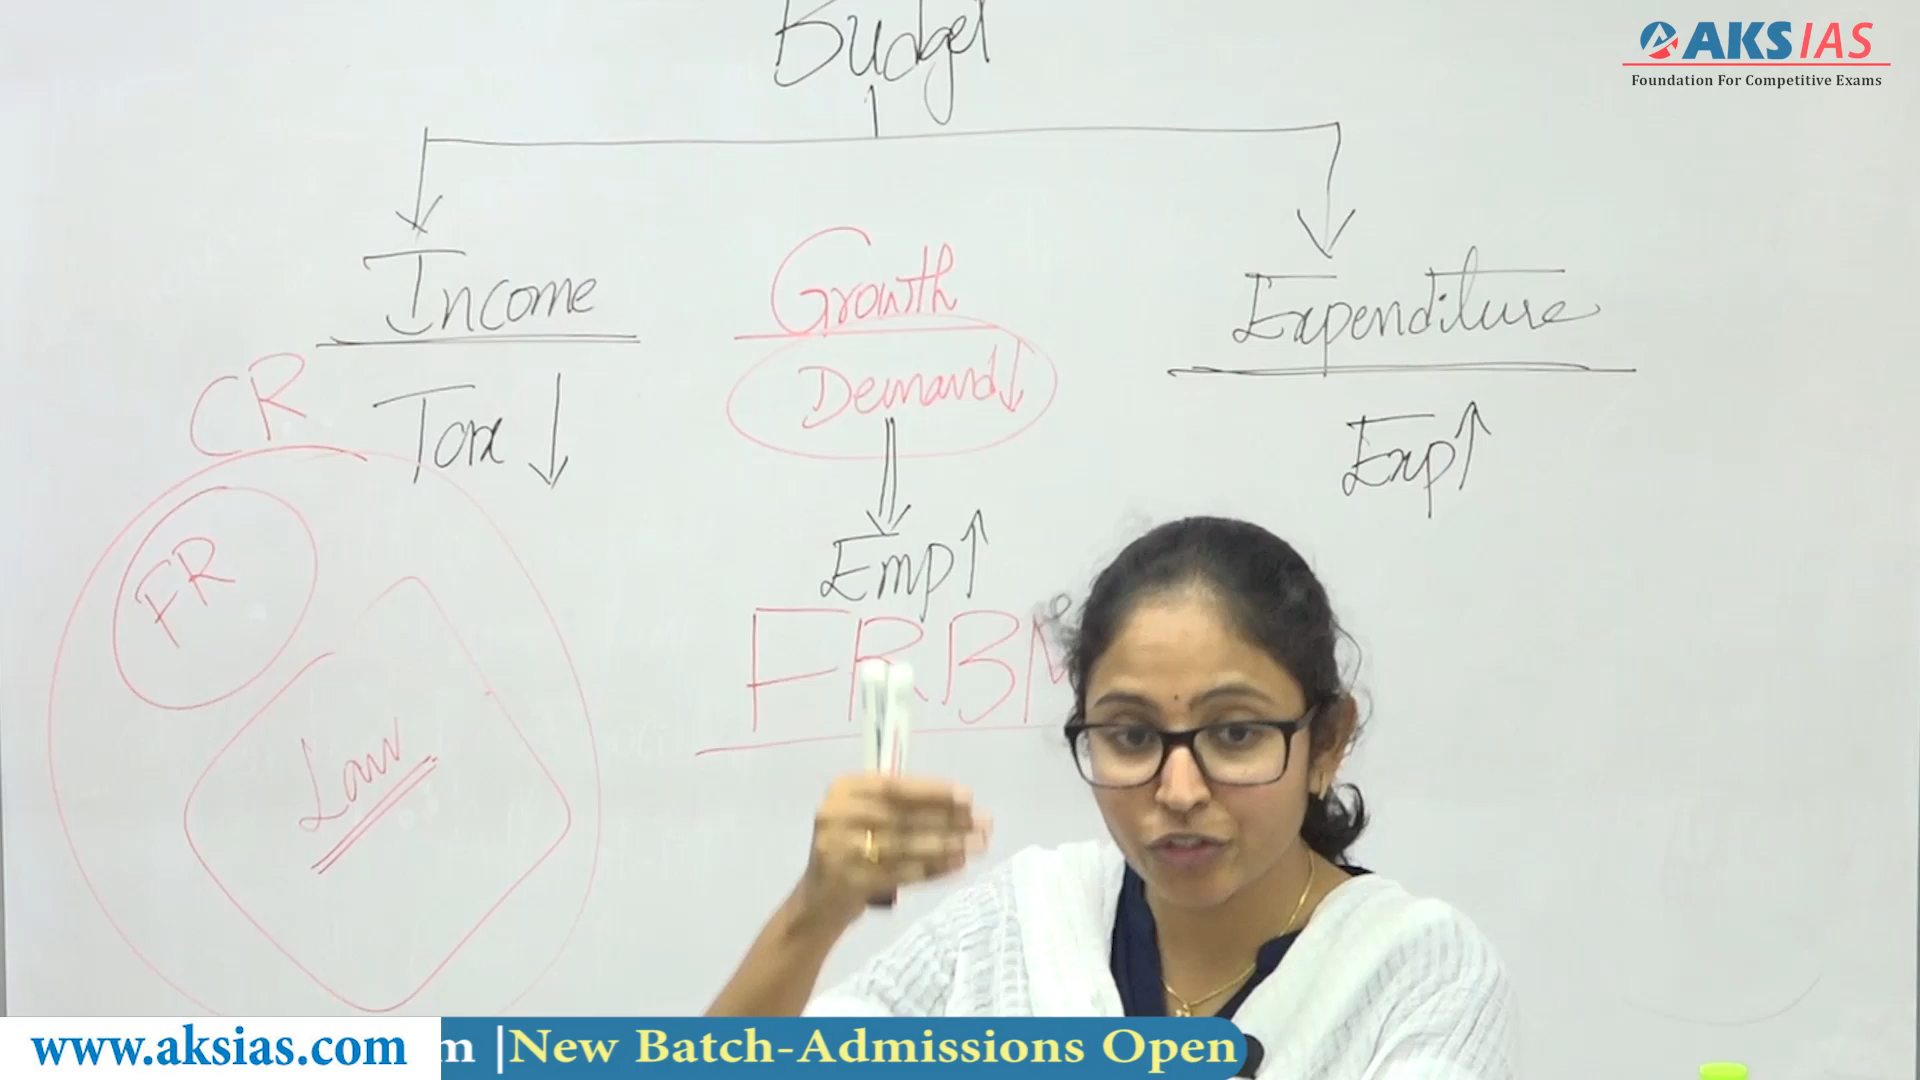 Budget
AKS IAS
Foundation For Competitive Exams
Income
Growth
Expenditure
CR
Tax ↓
Demand ↓
Exp ↑
FR
Emp ↑
FRBM
Law
www.aksias.com
m |New Batch-Admissions Open